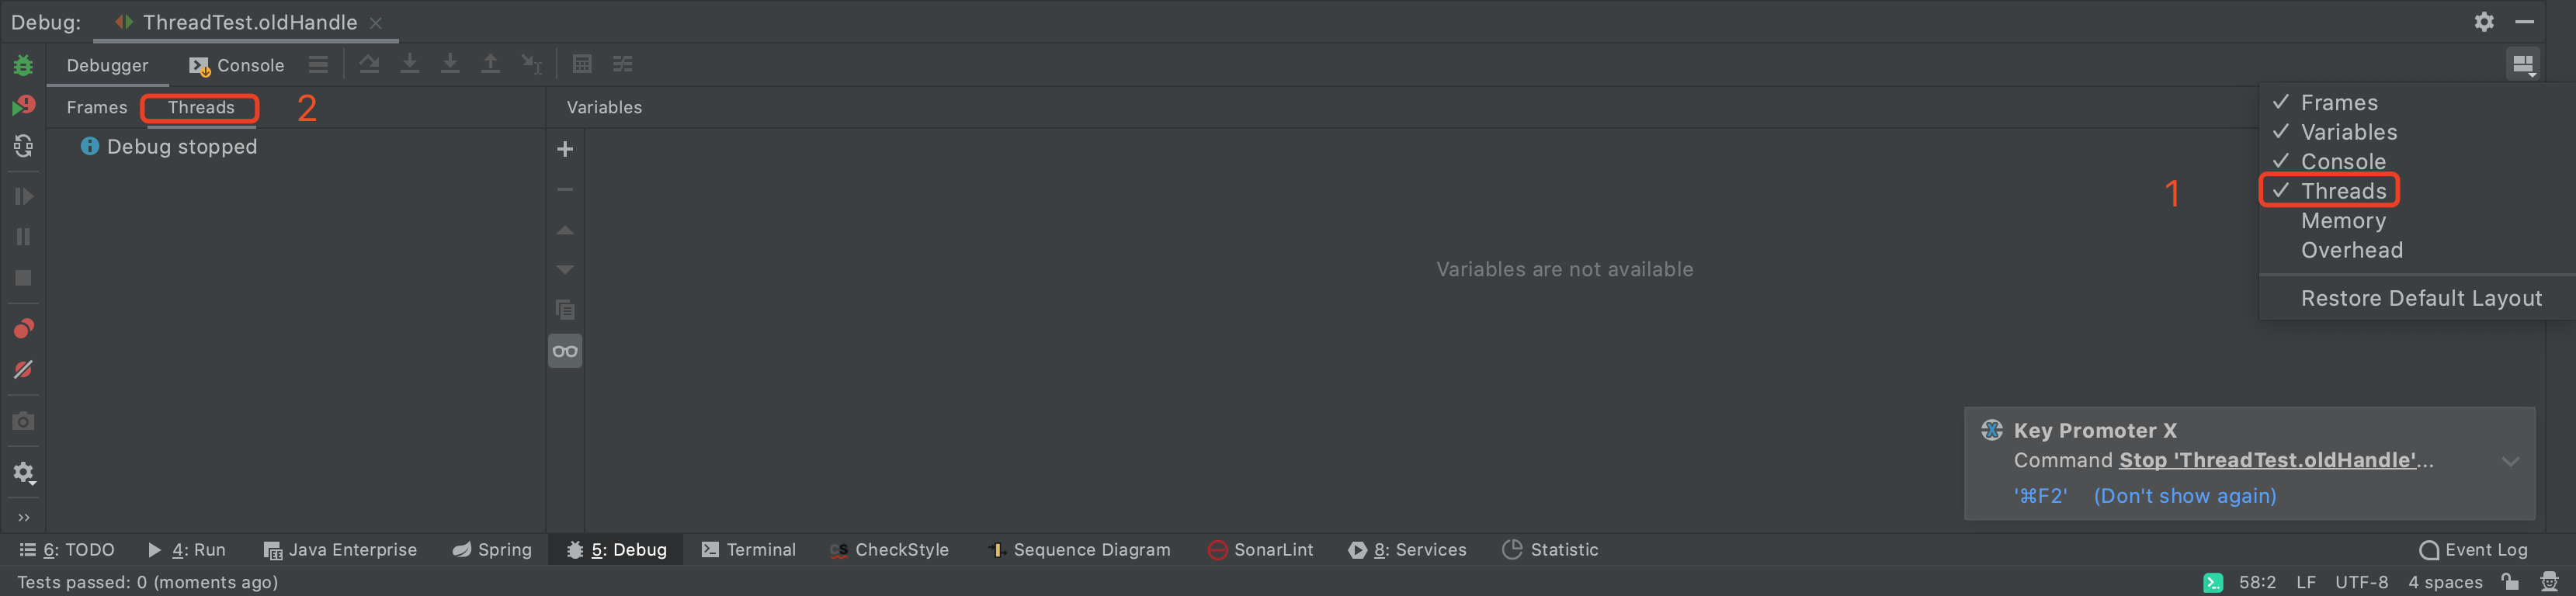 Debug: ThreadTest.oldHandle
Debugger Console
Frames Threads 2 Variables
Debug stopped
Variables are not available
1
Frames
Variables
Console
Threads
Memory
Overhead
Restore Default Layout
Key Promoter X
Command Stop 'ThreadTest.oldHandle'...
'⌘F2' (Don't show again)
6: TODO 4: Run Java Enterprise Spring 5: Debug Terminal CheckStyle Sequence Diagram SonarLint 8: Services Statistic Event Log
Tests passed: 0 (moments ago) 58:2 LF UTF-8 4 spaces